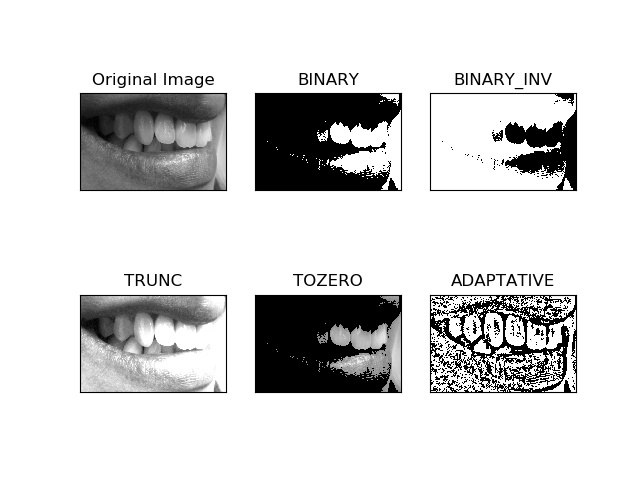 Original Image
BINARY
BINARY_INV
TRUNC
TOZERO
ADAPTATIVE